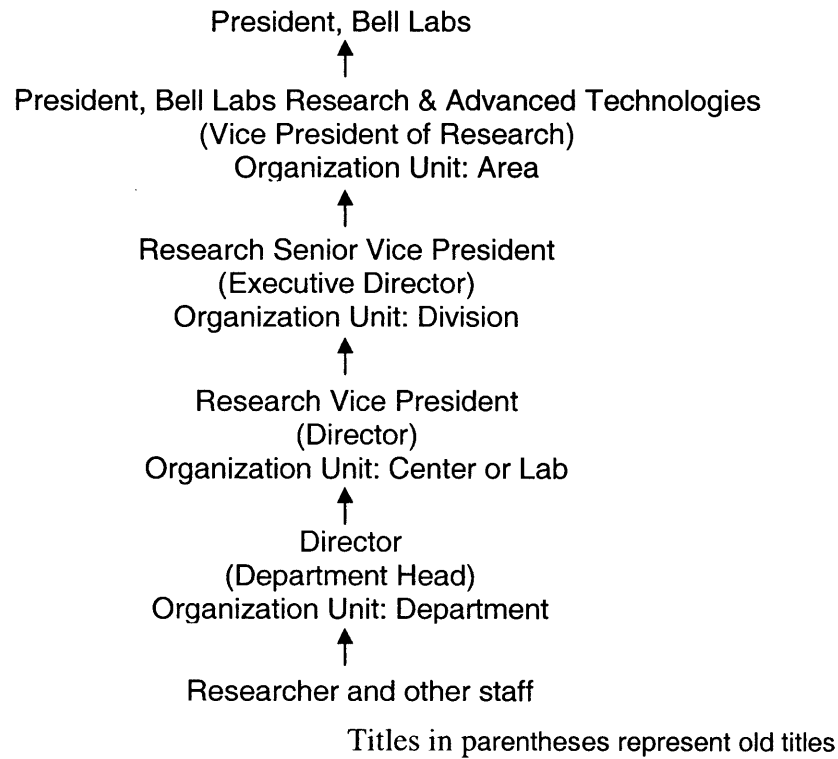 President, Bell Labs
President, Bell Labs Research & Advanced Technologies
(Vice President of Research)
Organization Unit: Area
Research Senior Vice President
(Executive Director)
Organization Unit: Division
Research Vice President
(Director)
Organization Unit: Center or Lab
Director
(Department Head)
Organization Unit: Department
Researcher and other staff
Titles in parentheses represent old titles